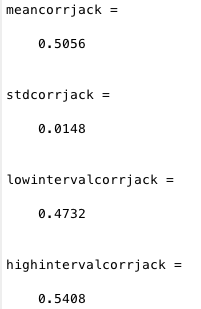 meancorrjack =
0.5056
stdcorrjack =
0.0148
lowintervalcorrjack =
0.4732
highintervalcorrjack =
0.5408